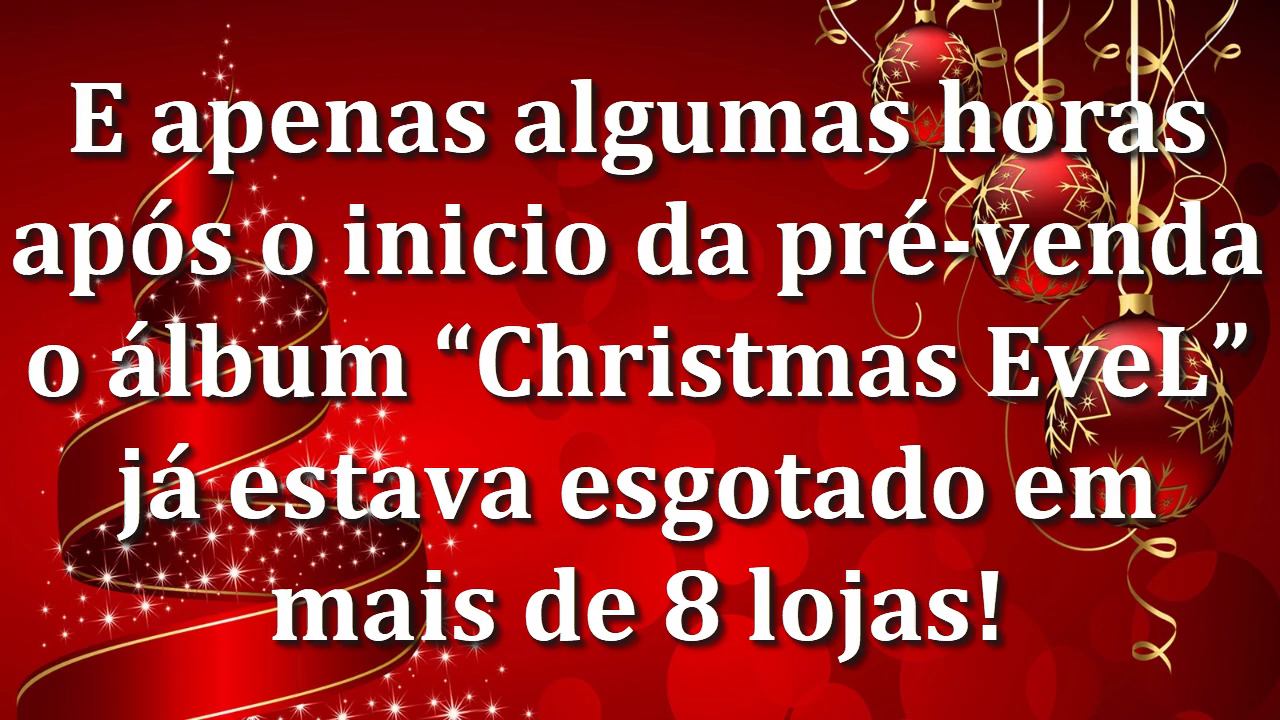 E apenas algumas horas
após o inicio da pré-venda
o álbum “Christmas EveL”
já estava esgotado em
mais de 8 lojas!